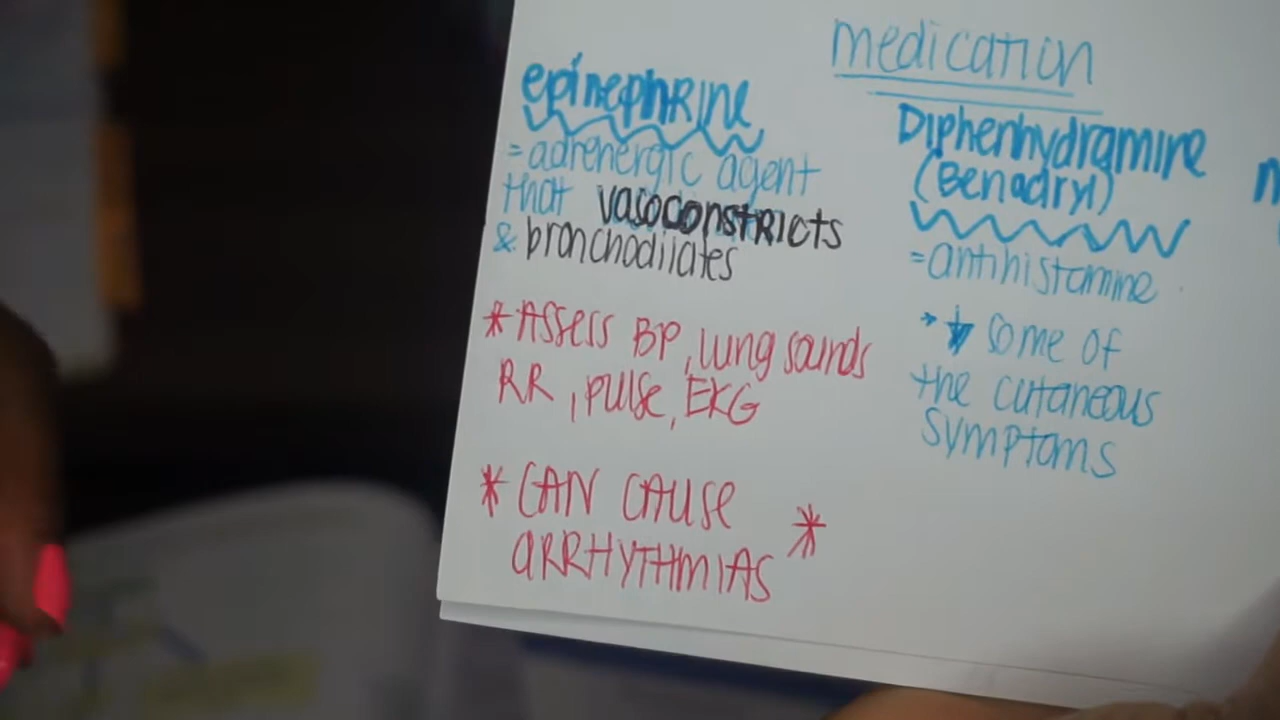 medication
epinephRine
=adrenergic agent
that vasoconstRicts
& bronchodilates
*Assess BP, lung sounds
RR, pulse, EKG
* CAN CAUSE *
aRRHYTHmIAS
Diphenhydramine
(Benadryl)
=antihistamine
→ ↓ some of
the cutaneous
symptoms